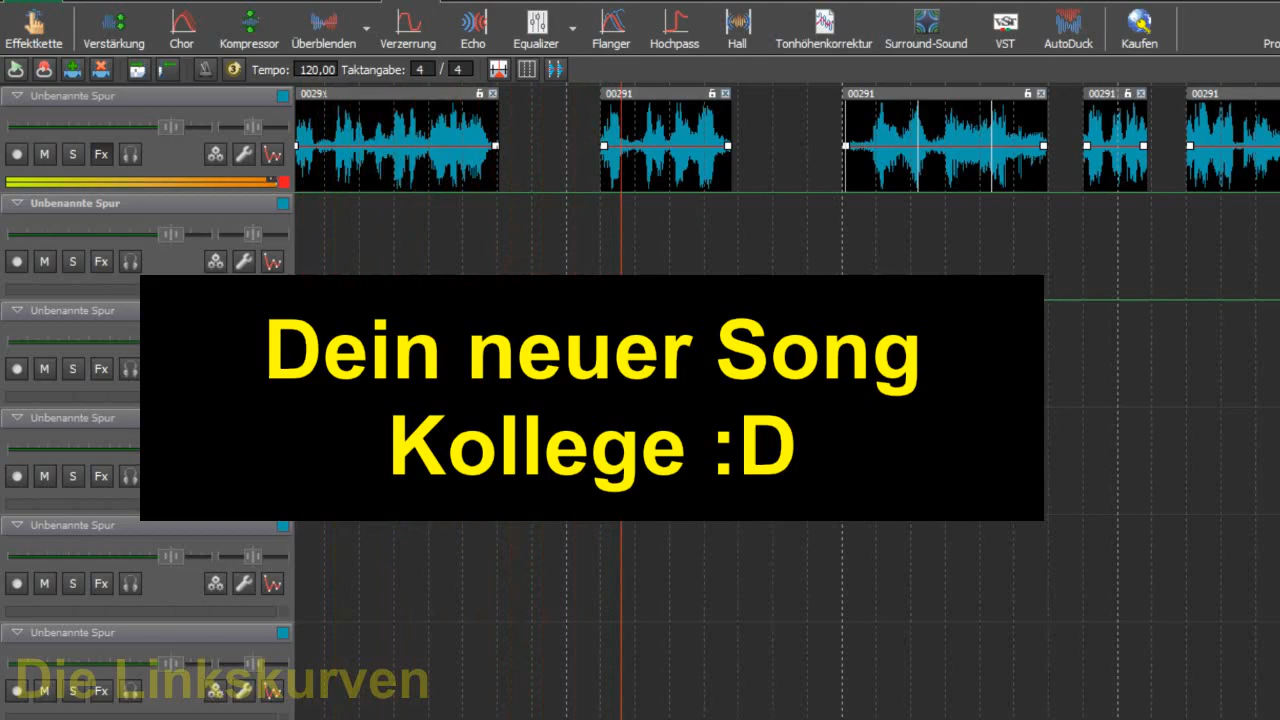 Effektkette Verstärkung Chor Kompressor Überblenden Verzerrung Echo Equalizer Flanger Hochpass Hall Tonhöhenkorrektur Surround-Sound VST AutoDuck Kaufen
Tempo: 120,00 Taktangabe: 4 / 4
Unbenannte Spur
00291 00291 00291 00291 00291
M S Fx
Unbenannte Spur
M S Fx
Unbenannte Spur
M S Fx
Unbenannte Spur
M S Fx
Unbenannte Spur
M S Fx
Unbenannte Spur
M S Fx
Dein neuer Song
Kollege :D
Die Linkskurven